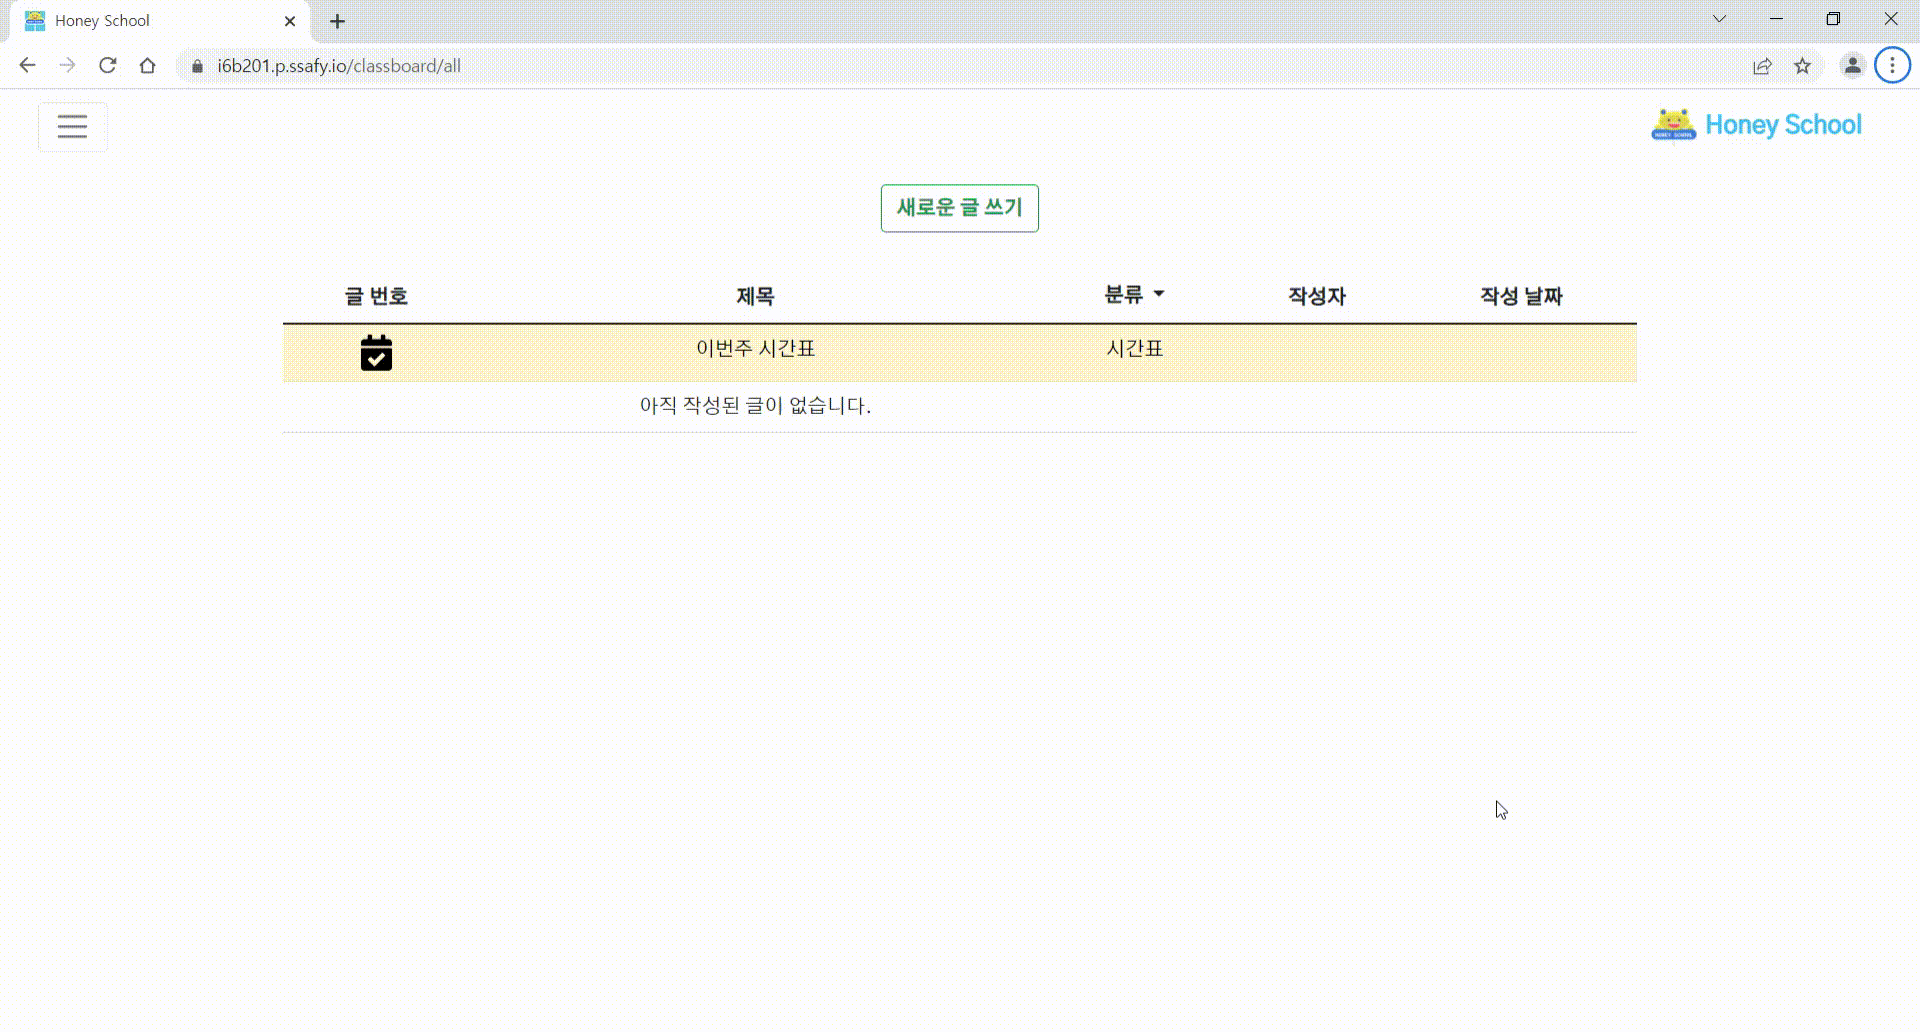 Honey School
i6b201.p.ssafy.io/classboard/all
Honey School
새로운 글 쓰기
글 번호 제목 분류 작성자 작성 날짜
이번주 시간표 시간표
아직 작성된 글이 없습니다.